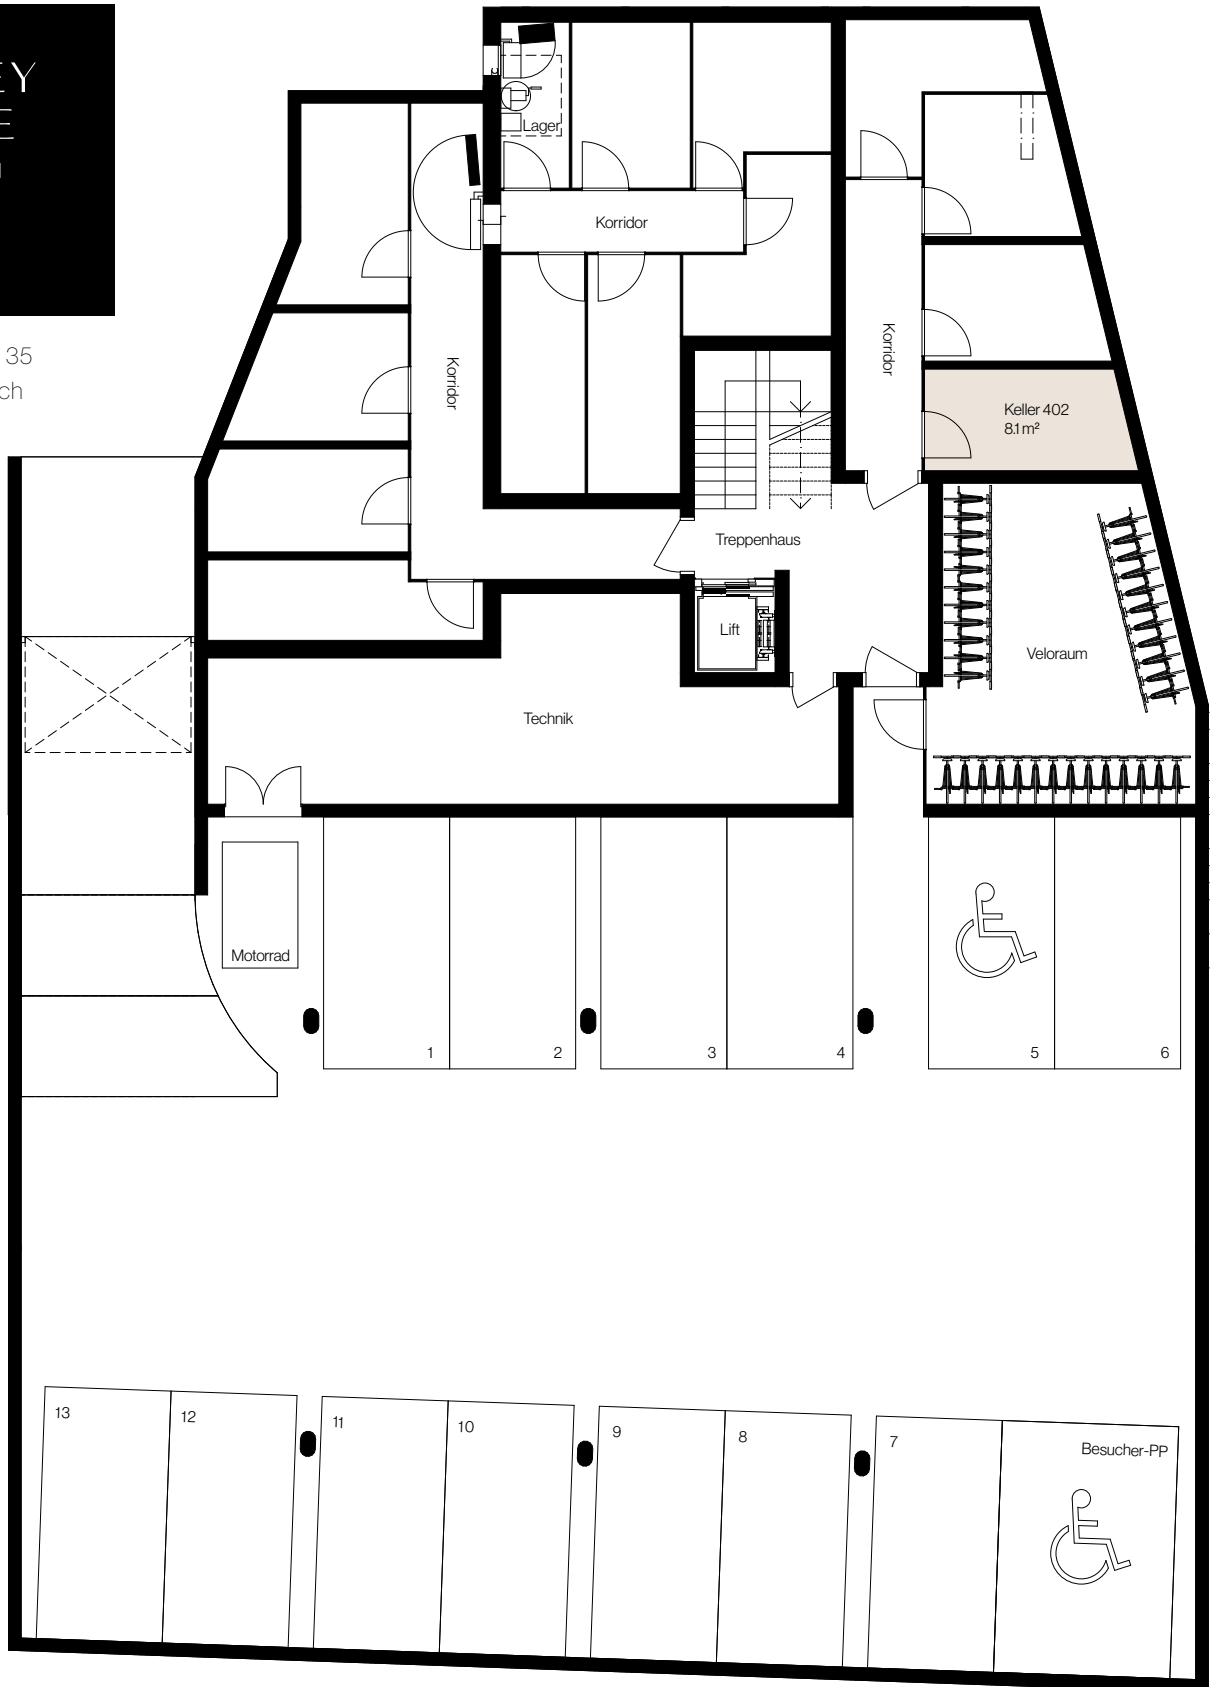 35
Lager
Korridor
Korridor
Korridor
Keller 402
8.1 m²
Treppenhaus
Lift
Veloraum
Technik
Motorrad
1
2
3
4
5
6
13
12
11
10
9
8
7
Besucher-PP